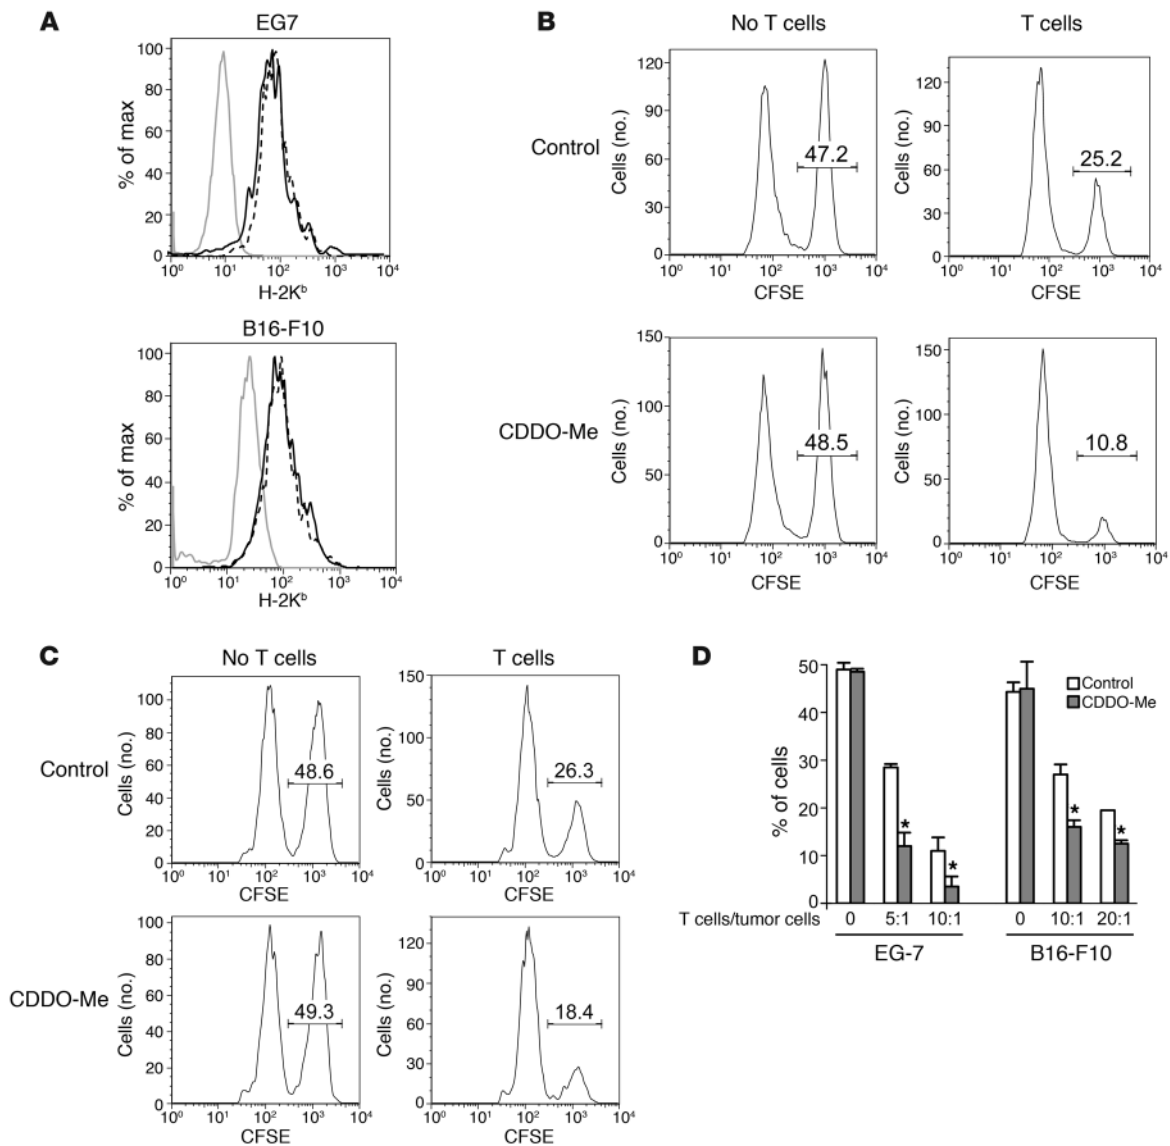 A
EG7
100
80
60
40
20
0
% of max
10⁰ 10¹ 10² 10³ 10⁴
H-2Kᵇ
B16-F10
100
80
60
40
20
0
% of max
10⁰ 10¹ 10² 10³ 10⁴
H-2Kᵇ
B
No T cells
T cells
Control
120
90
60
30
0
Cells (no.)
47.2
10⁰ 10¹ 10² 10³ 10⁴
CFSE
120
90
60
30
0
Cells (no.)
25.2
10⁰ 10¹ 10² 10³ 10⁴
CFSE
CDDO-Me
150
100
50
0
Cells (no.)
48.5
10⁰ 10¹ 10² 10³ 10⁴
CFSE
150
100
50
0
Cells (no.)
10.8
10⁰ 10¹ 10² 10³ 10⁴
CFSE
C
No T cells
T cells
Control
100
80
60
40
20
0
Cells (no.)
48.6
10⁰ 10¹ 10² 10³ 10⁴
CFSE
150
100
50
0
Cells (no.)
26.3
10⁰ 10¹ 10² 10³ 10⁴
CFSE
CDDO-Me
100
80
60
40
20
0
Cells (no.)
49.3
10⁰ 10¹ 10² 10³ 10⁴
CFSE
120
90
60
30
0
Cells (no.)
18.4
10⁰ 10¹ 10² 10³ 10⁴
CFSE
D
50
30
20
10
0
% of cells
Control
CDDO-Me
* * * *
T cells/tumor cells 0 5:1 10:1 0 10:1 20:1
EG-7 B16-F10